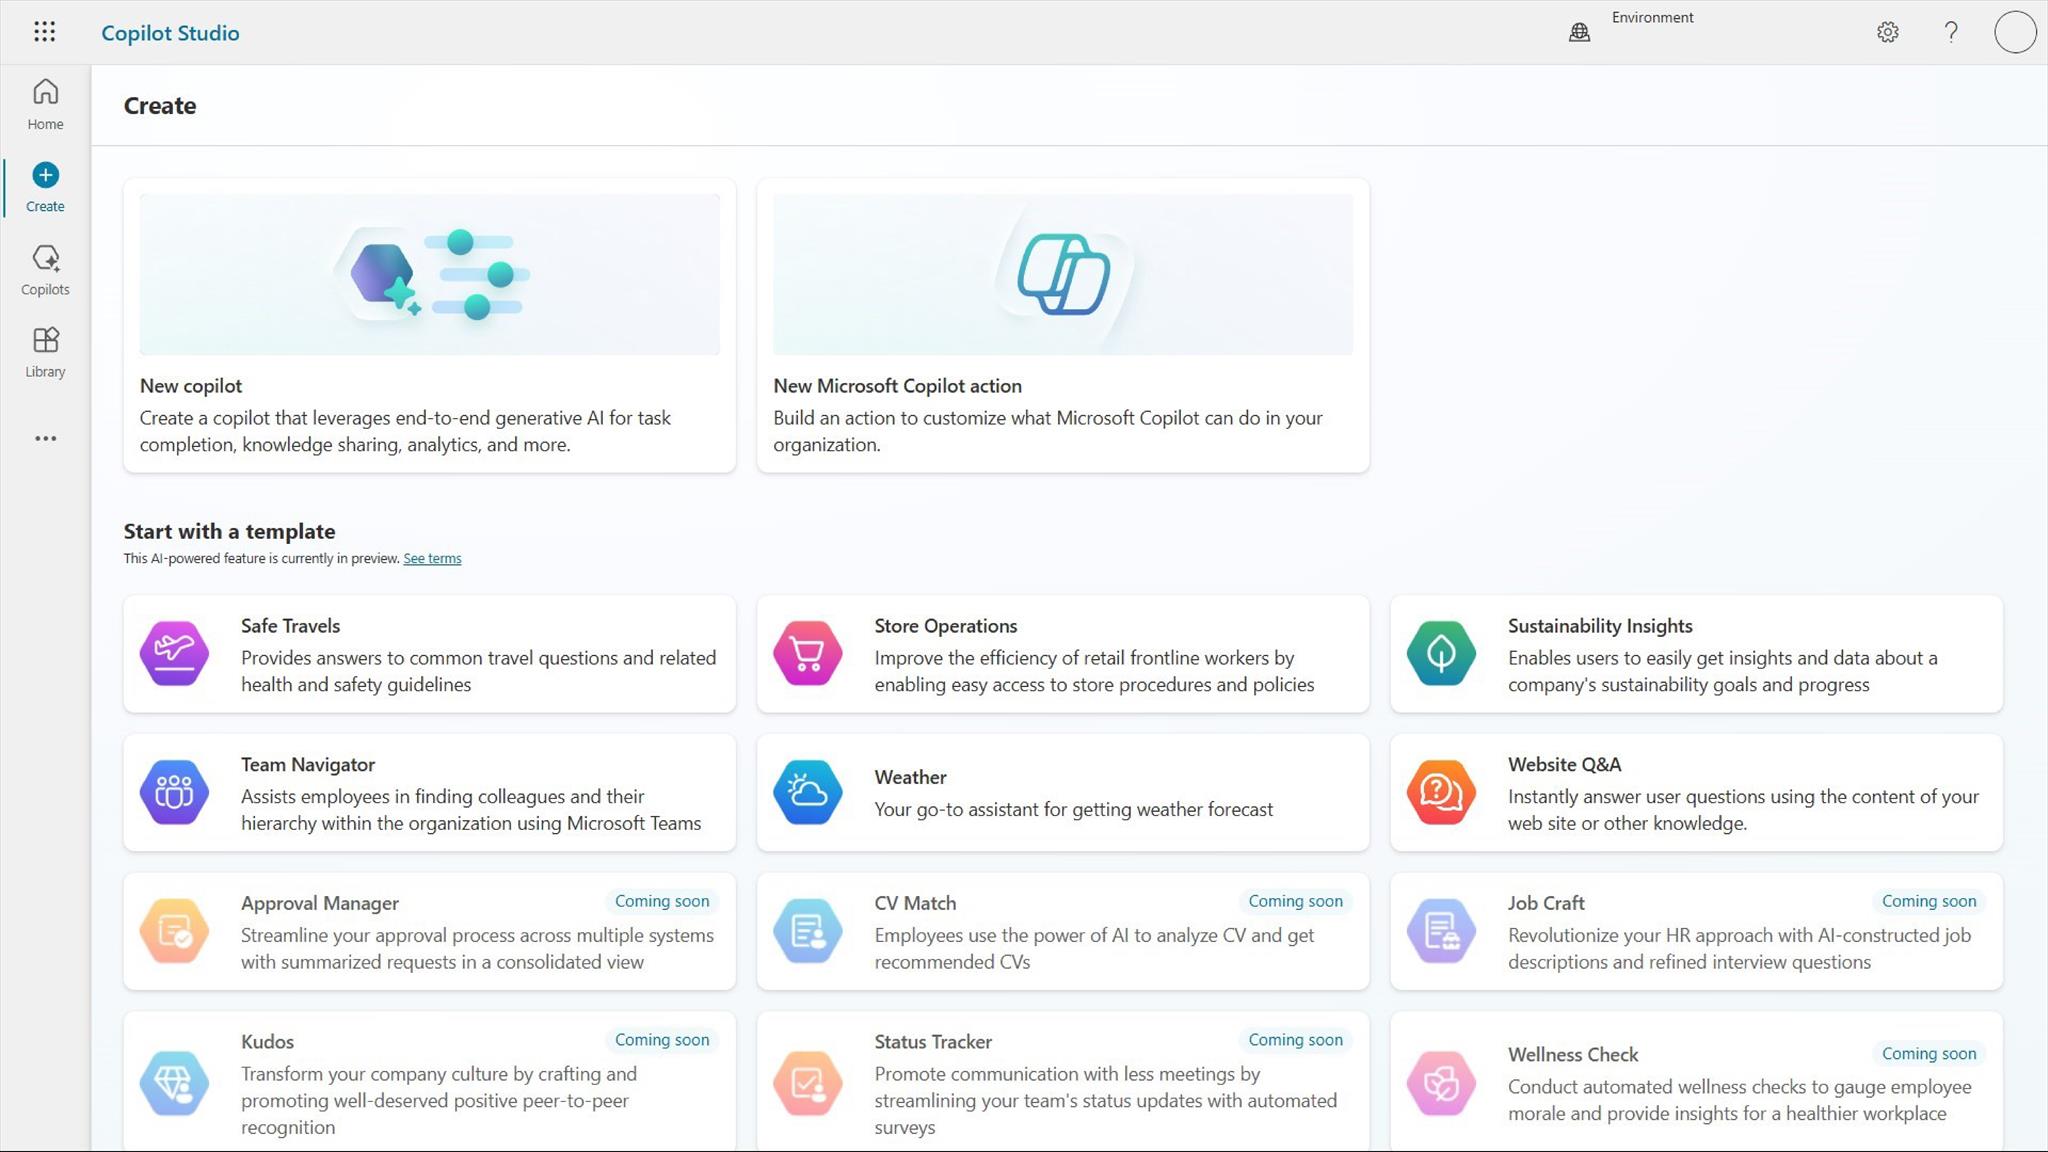 Copilot Studio
Environment
Home
Create
Copilots
Library
Create
New copilot
Create a copilot that leverages end-to-end generative AI for task
completion, knowledge sharing, analytics, and more.
New Microsoft Copilot action
Build an action to customize what Microsoft Copilot can do in your
organization.
Start with a template
This AI-powered feature is currently in preview. See terms
Safe Travels
Provides answers to common travel questions and related
health and safety guidelines
Store Operations
Improve the efficiency of retail frontline workers by
enabling easy access to store procedures and policies
Sustainability Insights
Enables users to easily get insights and data about a
company's sustainability goals and progress
Team Navigator
Assists employees in finding colleagues and their
hierarchy within the organization using Microsoft Teams
Weather
Your go-to assistant for getting weather forecast
Website Q&A
Instantly answer user questions using the content of your
web site or other knowledge.
Approval Manager
Coming soon
Streamline your approval process across multiple systems
with summarized requests in a consolidated view
CV Match
Coming soon
Employees use the power of AI to analyze CV and get
recommended CVs
Job Craft
Coming soon
Revolutionize your HR approach with AI-constructed job
descriptions and refined interview questions
Kudos
Coming soon
Transform your company culture by crafting and
promoting well-deserved positive peer-to-peer
recognition
Status Tracker
Coming soon
Promote communication with less meetings by
streamlining your team's status updates with automated
surveys
Wellness Check
Coming soon
Conduct automated wellness checks to gauge employee
morale and provide insights for a healthier workplace